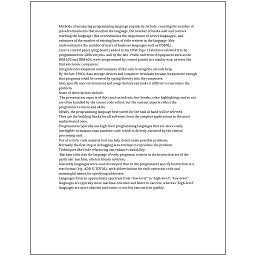 Methods of measuring programming language popularity include: counting the number of
job advertisements that mention the language, the number of books sold and courses
teaching the language (this overestimates the importance of newer languages), and
estimates of the number of existing lines of code written in the language (this
underestimates the number of users of business languages such as COBOL).
Later a control panel (plug board) added to his 1906 Type I Tabulator allowed it to be
programmed for different jobs, and by the late 1940s, unit record equipment such as the
IBM 602 and IBM 604, were programmed by control panels in a similar way, as were the
first electronic computers.
Integrated development environments (IDEs) aim to integrate all such help.
By the late 1960s, data storage devices and computer terminals became inexpensive enough
that programs could be created by typing directly into the computers.
Also, specific user environment and usage history can make it difficult to reproduce the
problem.
Some of these factors include:
The presentation aspects of this (such as indents, line breaks, color highlighting, and so on)
are often handled by the source code editor, but the content aspects reflect the
programmer's talent and skills.
Ideally, the programming language best suited for the task at hand will be selected.
They are the building blocks for all software, from the simplest applications to the most
sophisticated ones.
Programmers typically use high-level programming languages that are more easily
intelligible to humans than machine code, which is directly executed by the central
processing unit.
Use of a static code analysis tool can help detect some possible problems.
Normally the first step in debugging is to attempt to reproduce the problem.
Techniques like Code refactoring can enhance readability.
Machine code was the language of early programs, written in the instruction set of the
particular machine, often in binary notation.
Assembly languages were soon developed that let the programmer specify instruction in a
text format (e.g., ADD X, TOTAL), with abbreviations for each operation code and
meaningful names for specifying addresses.
Languages form an approximate spectrum from "low-level" to "high-level"; "low-level"
languages are typically more machine-oriented and faster to execute, whereas "high-level"
languages are more abstract and easier to use but execute less quickly.